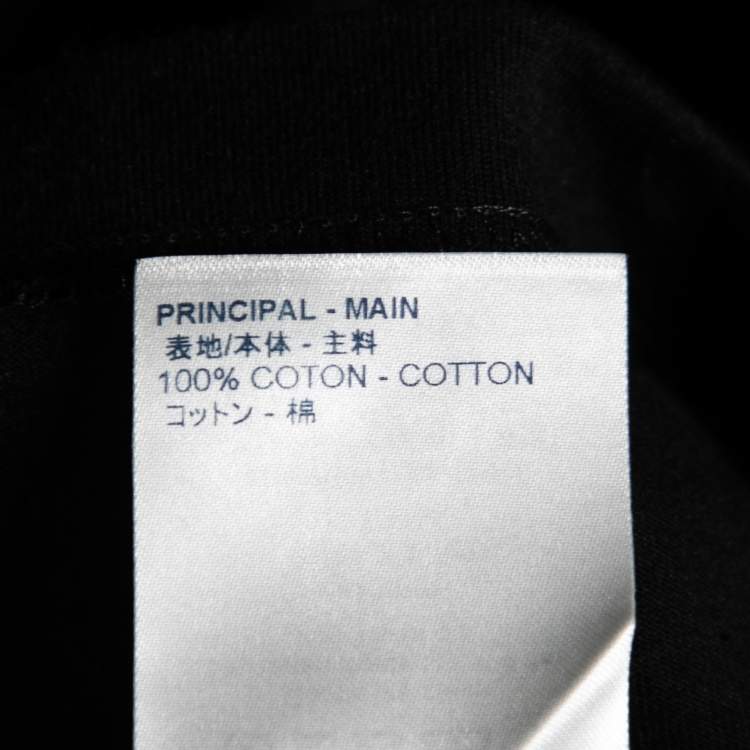 PRINCIPAL - MAIN
表地/本体 - 主料
100% COTON - COTTON
コットン - 棉